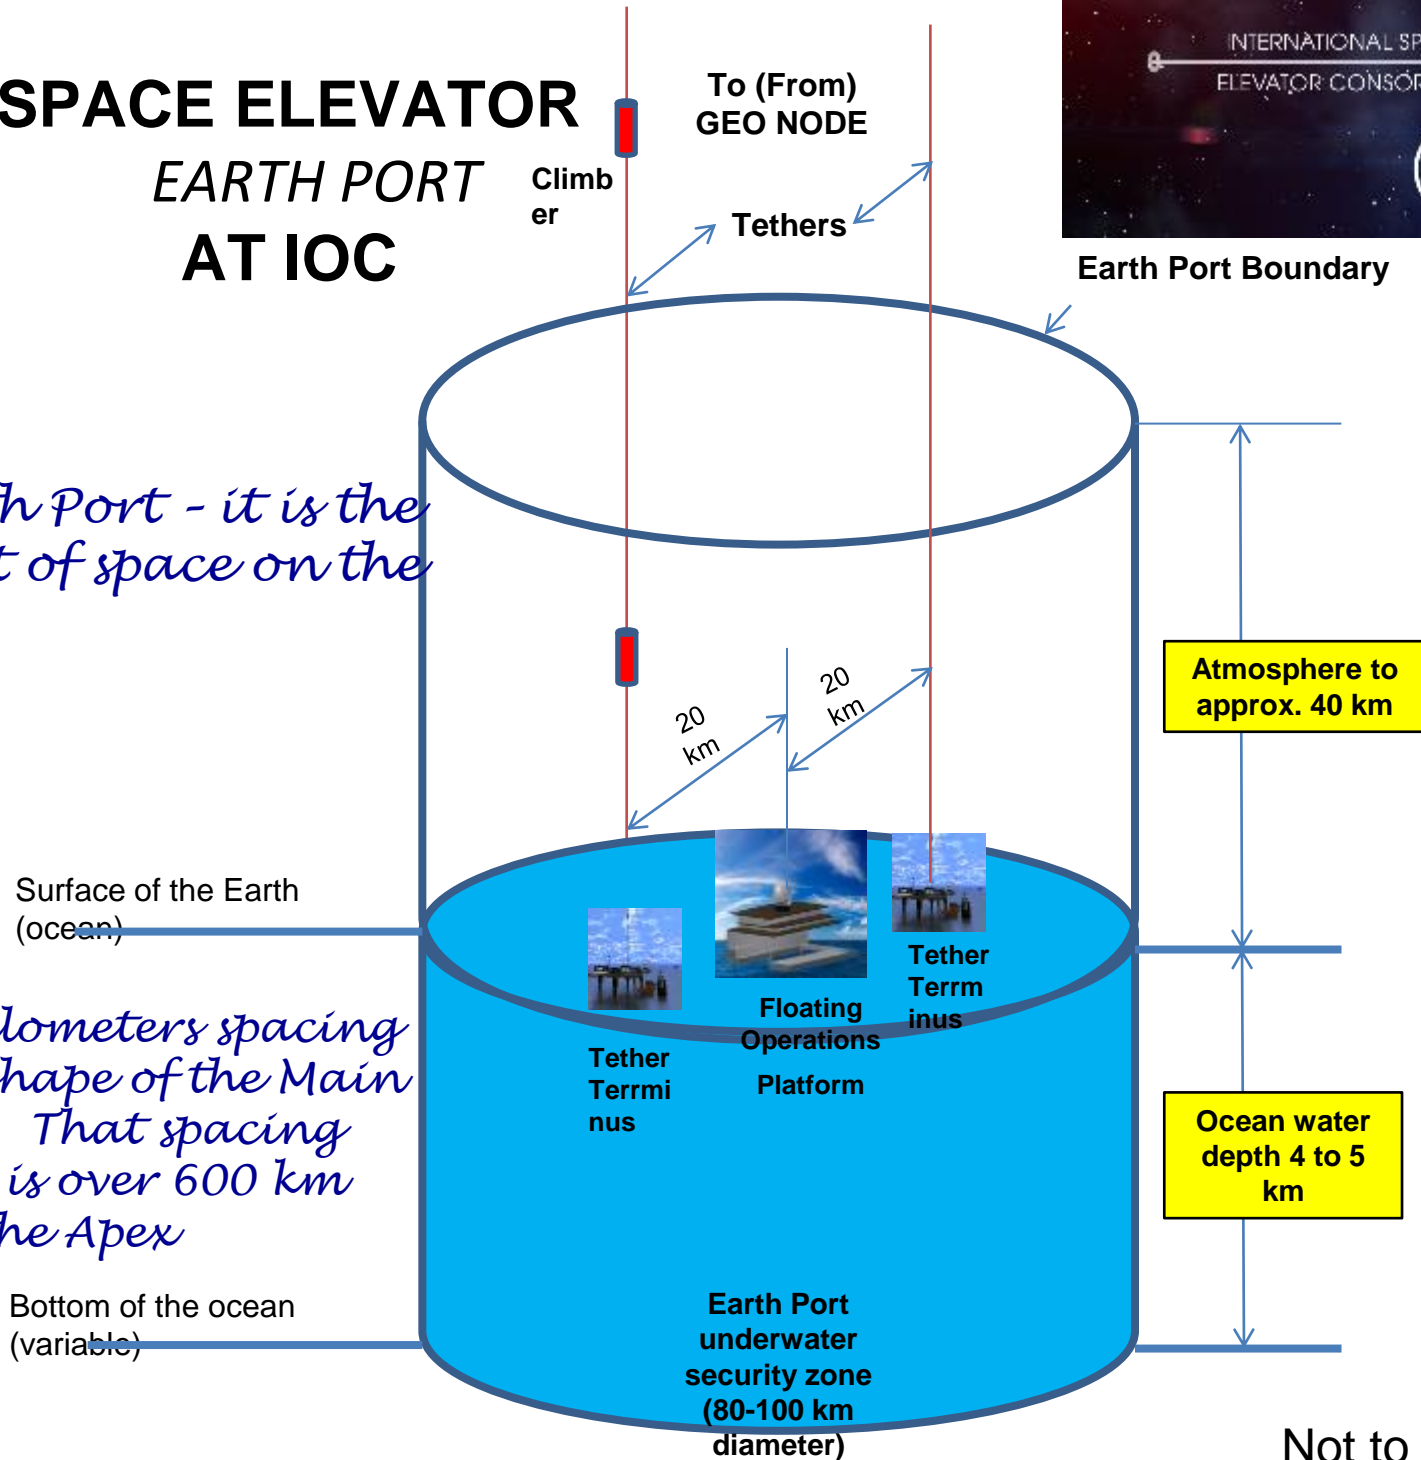 SPACE ELEVATOR
EARTH PORT
AT IOC
To (From)
GEO NODE
INTERNATIONAL SP
ELEVATOR CONSOR
Climb
er
Tethers
Earth Port Boundary
h Port - it is the
t of space on the
20
km
20
km
Atmosphere to
approx. 40 km
Surface of the Earth
(ocean)
Tether
Terrm
inus
Floating
Operations
Platform
Tether
Terrmi
nus
lometers spacing
hape of the Main
That spacing
is over 600 km
he Apex
Ocean water
depth 4 to 5
km
Bottom of the ocean
(variable)
Earth Port
underwater
security zone
(80-100 km
diameter)
Not to